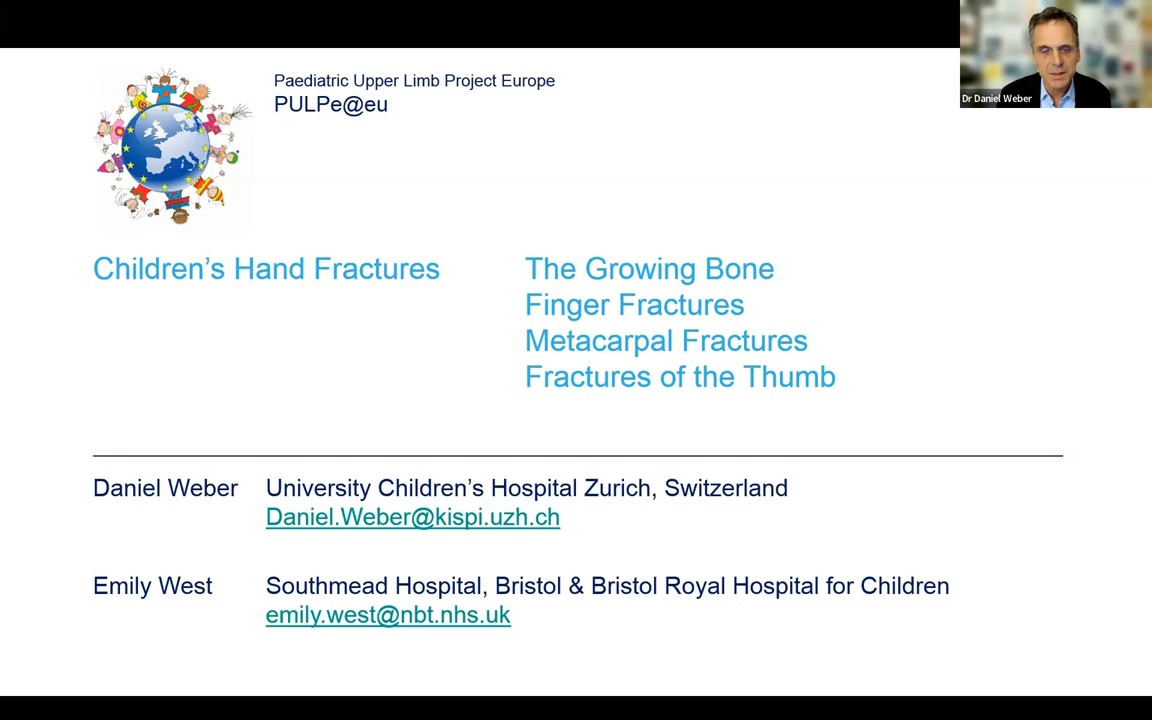 Paediatric Upper Limb Project Europe
PULPe@eu
Dr Daniel Weber
Children's Hand Fractures
The Growing Bone
Finger Fractures
Metacarpal Fractures
Fractures of the Thumb
Daniel Weber University Children's Hospital Zurich, Switzerland
Daniel.Weber@kispi.uzh.ch
Emily West Southmead Hospital, Bristol & Bristol Royal Hospital for Children
emily.west@nbt.nhs.uk